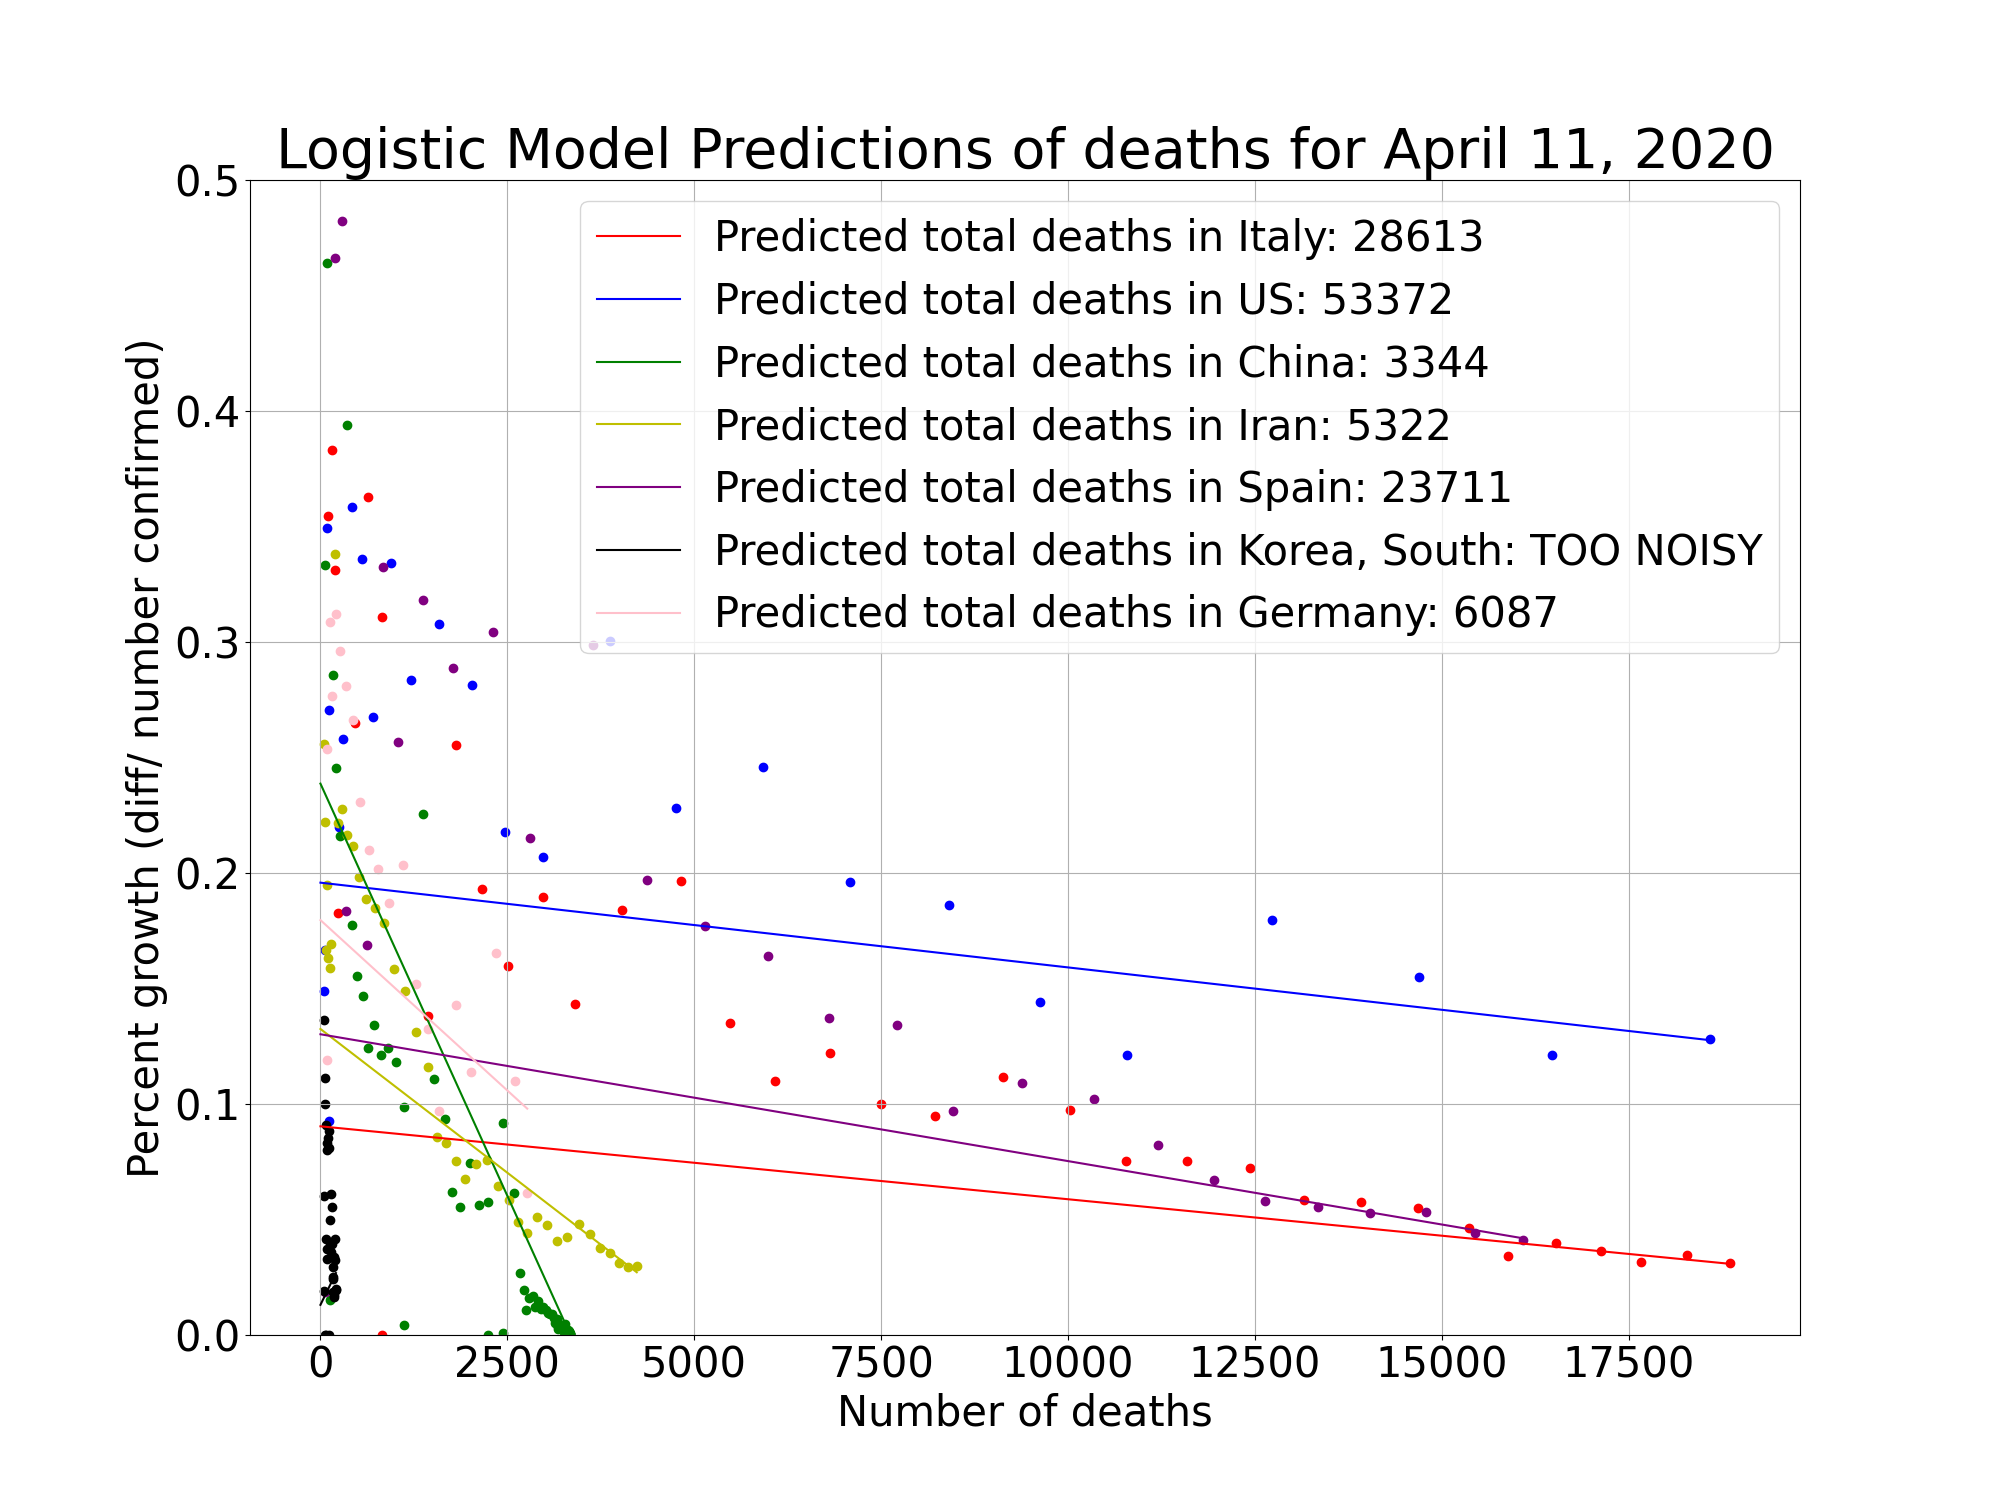 Logistic Model Predictions of deaths for April 11, 2020
0.5
0.4
0.3
0.2
0.1
0.0
Percent growth (diff/ number confirmed)
Predicted total deaths in Italy: 28613
Predicted total deaths in US: 53372
Predicted total deaths in China: 3344
Predicted total deaths in Iran: 5322
Predicted total deaths in Spain: 23711
Predicted total deaths in Korea, South: TOO NOISY
Predicted total deaths in Germany: 6087
0 2500 5000 7500 10000 12500 15000 17500
Number of deaths